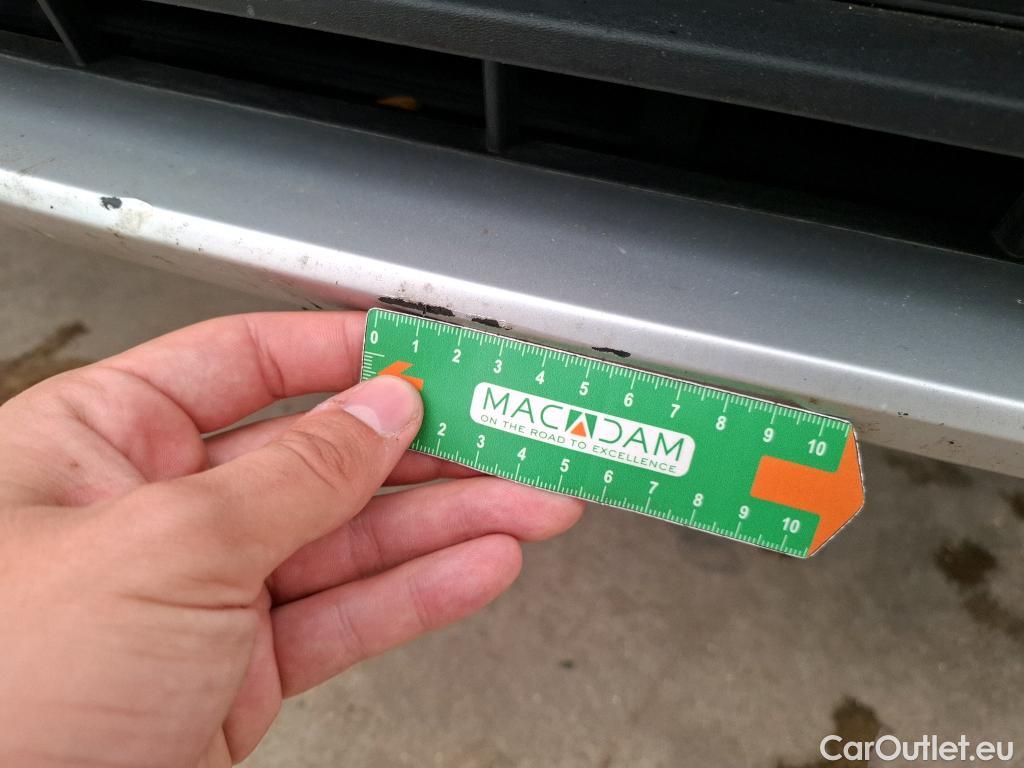 0 1 2 3 4 5 6 7 8 9 10
MACADAM
ON THE ROAD TO EXCELLENCE
2 3 4 5 6 7 8 9 10
CarOutlet.eu